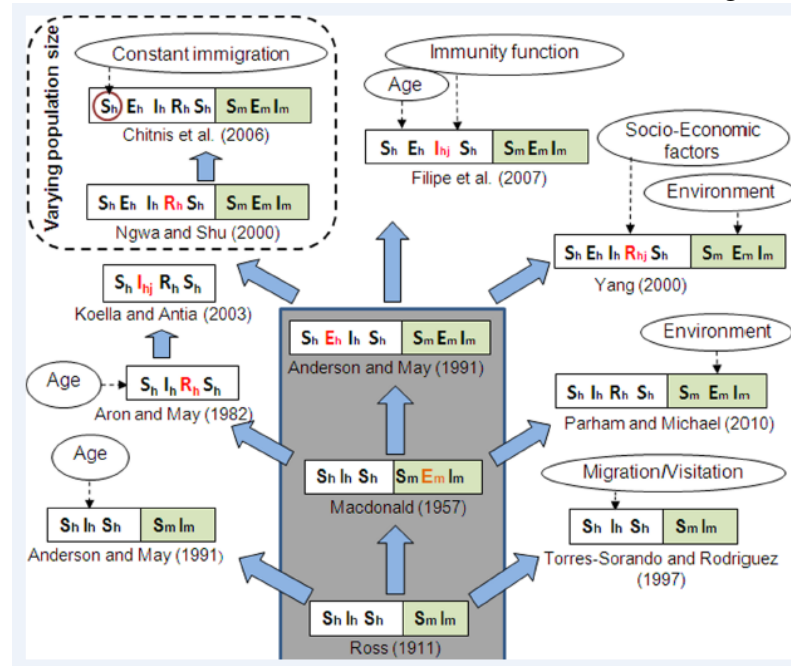 Varying population size
Constant immigration
Sh Eh Ih Rh Sh Sm Em Im
Chitnis et al. (2006)
Sh Eh Ih Rh Sh Sm Em Im
Ngwa and Shu (2000)
Immunity function
Age
Sh Eh Ihj Sh Sm Em Im
Filipe et al. (2007)
Socio-Economic
factors
Environment
Sh Eh Ih Rhj Sh Sm Em Im
Yang (2000)
Sh Ihj Rh Sh
Koella and Antia (2003)
Sh Eh Ih Sh Sm Em Im
Anderson and May (1991)
Age
Sh Ih Rh Sh
Aron and May (1982)
Environment
Sh Ih Rh Sh Sm Em Im
Parham and Michael (2010)
Sh Ih Sh Sm Em Im
Macdonald (1957)
Age
Sh Ih Sh Sm Im
Anderson and May (1991)
Migration/Visitation
Sh Ih Sh Sm Im
Torres-Sorando and Rodriguez
(1997)
Sh Ih Sh Sm Im
Ross (1911)